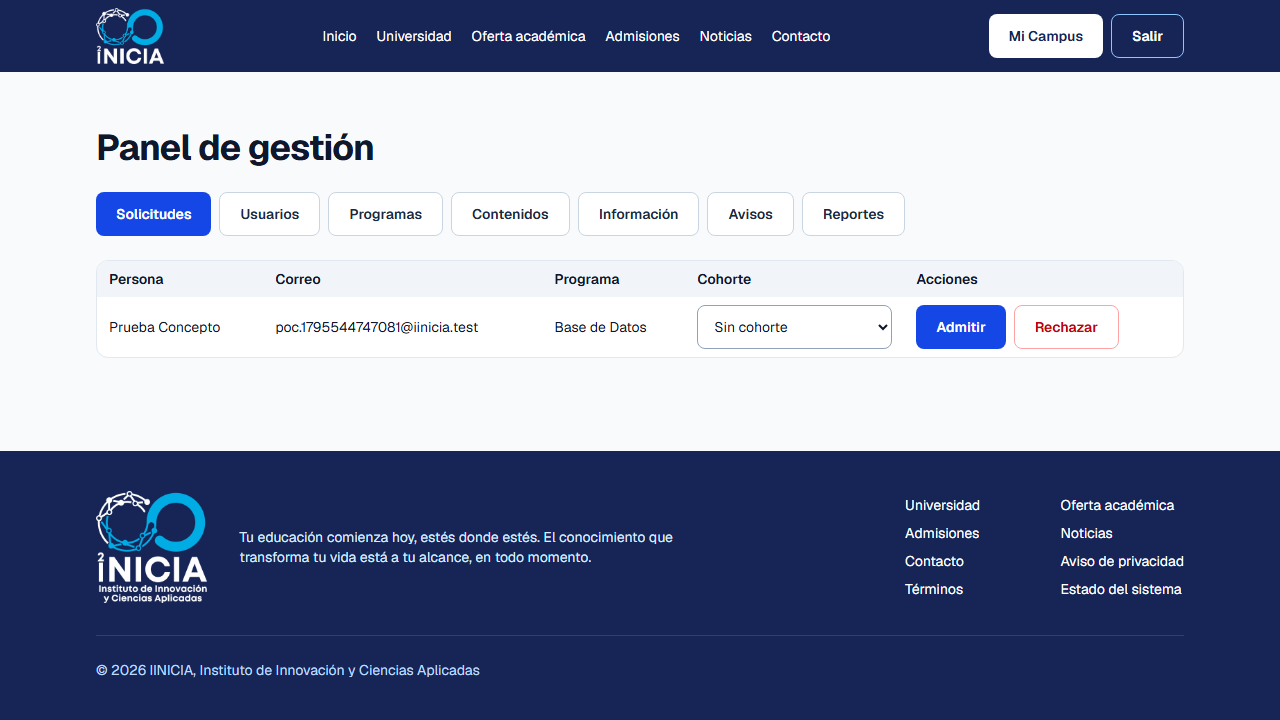 2
INICIA
Inicio Universidad Oferta académica Admisiones Noticias Contacto
Mi Campus Salir
Panel de gestión
Solicitudes Usuarios Programas Contenidos Información Avisos Reportes
Persona Correo Programa Cohorte Acciones
Prueba Concepto poc.1795544747081@iinicia.test Base de Datos Sin cohorte Admitir Rechazar
2
INICIA
Instituto de Innovación
y Ciencias Aplicadas
Tu educación comienza hoy, estés donde estés. El conocimiento que
transforma tu vida está a tu alcance, en todo momento.
Universidad Oferta académica
Admisiones Noticias
Contacto Aviso de privacidad
Términos Estado del sistema
© 2026 IINICIA, Instituto de Innovación y Ciencias Aplicadas